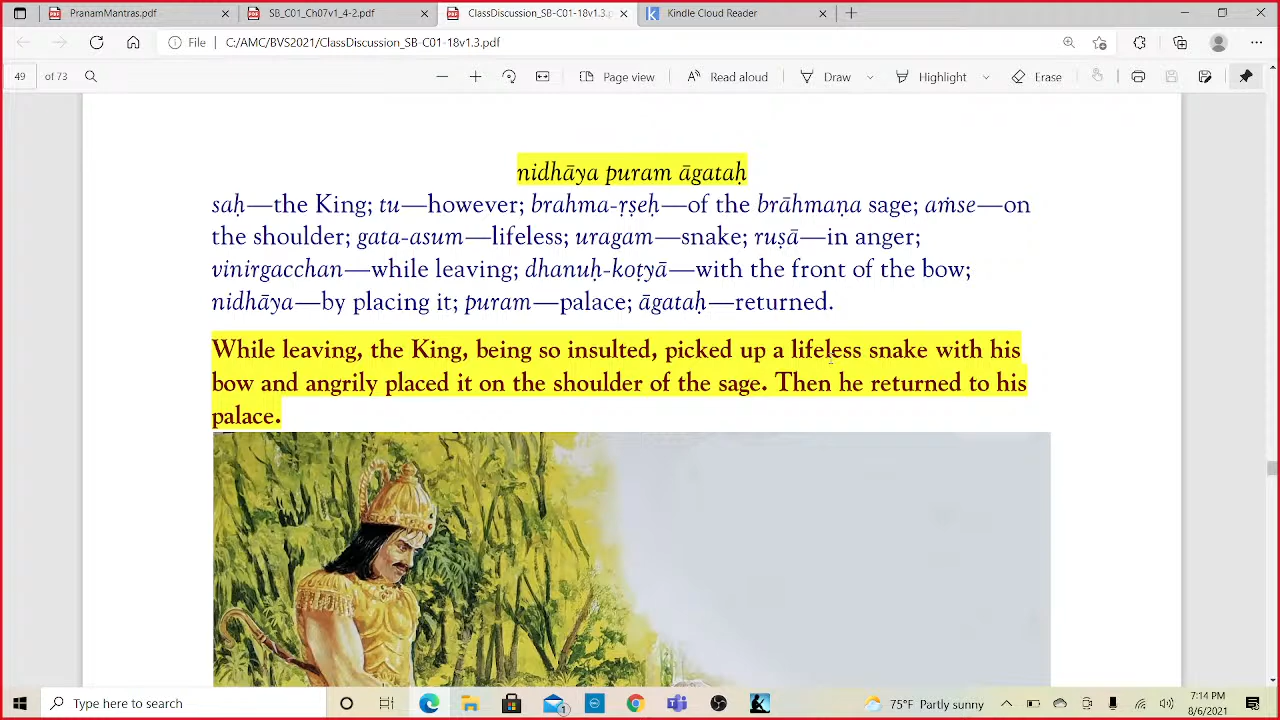 PranamMantras.pdf
SB_C01_Ch07v1_4-2.pdf
ClassDiscussion_SB-C01-18v1.3.p
Kindle Cloud Reader
File
C:/AMC/BVS2021/ClassDiscussion_SB-C01-18v1.3.pdf
49 of 73
Page view
Read aloud
Draw
Highlight
Erase
nidhāya puram āgataḥ
saḥ—the King; tu—however; brahma-ṛṣeḥ—of the brāhmaṇa sage; aṁse—on
the shoulder; gata-asum—lifeless; uragam—snake; ruṣā—in anger;
vinirgacchan—while leaving; dhanuḥ-koṭyā—with the front of the bow;
nidhāya—by placing it; puram—palace; āgataḥ—returned.
While leaving, the King, being so insulted, picked up a lifeless snake with his
bow and angrily placed it on the shoulder of the sage. Then he returned to his
palace.
Type here to search
75°F Partly sunny
7:14 PM
8/6/2021